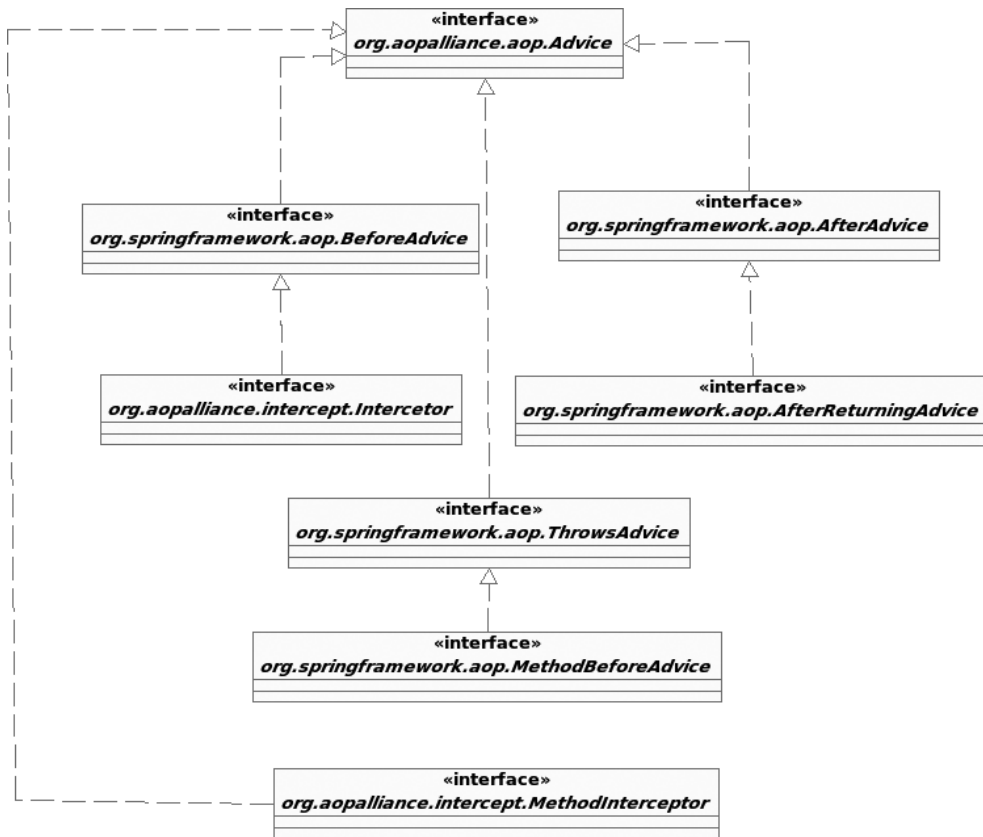 «interface»
org.aopalliance.aop.Advice
«interface»
org.springframework.aop.AfterAdvice
«interface»
org.springframework.aop.BeforeAdvice
«interface»
org.aopalliance.intercept.Intercetor
«interface»
org.springframework.aop.AfterReturningAdvice
«interface»
org.springframework.aop.ThrowsAdvice
«interface»
org.springframework.aop.MethodBeforeAdvice
«interface»
org.aopalliance.intercept.MethodInterceptor